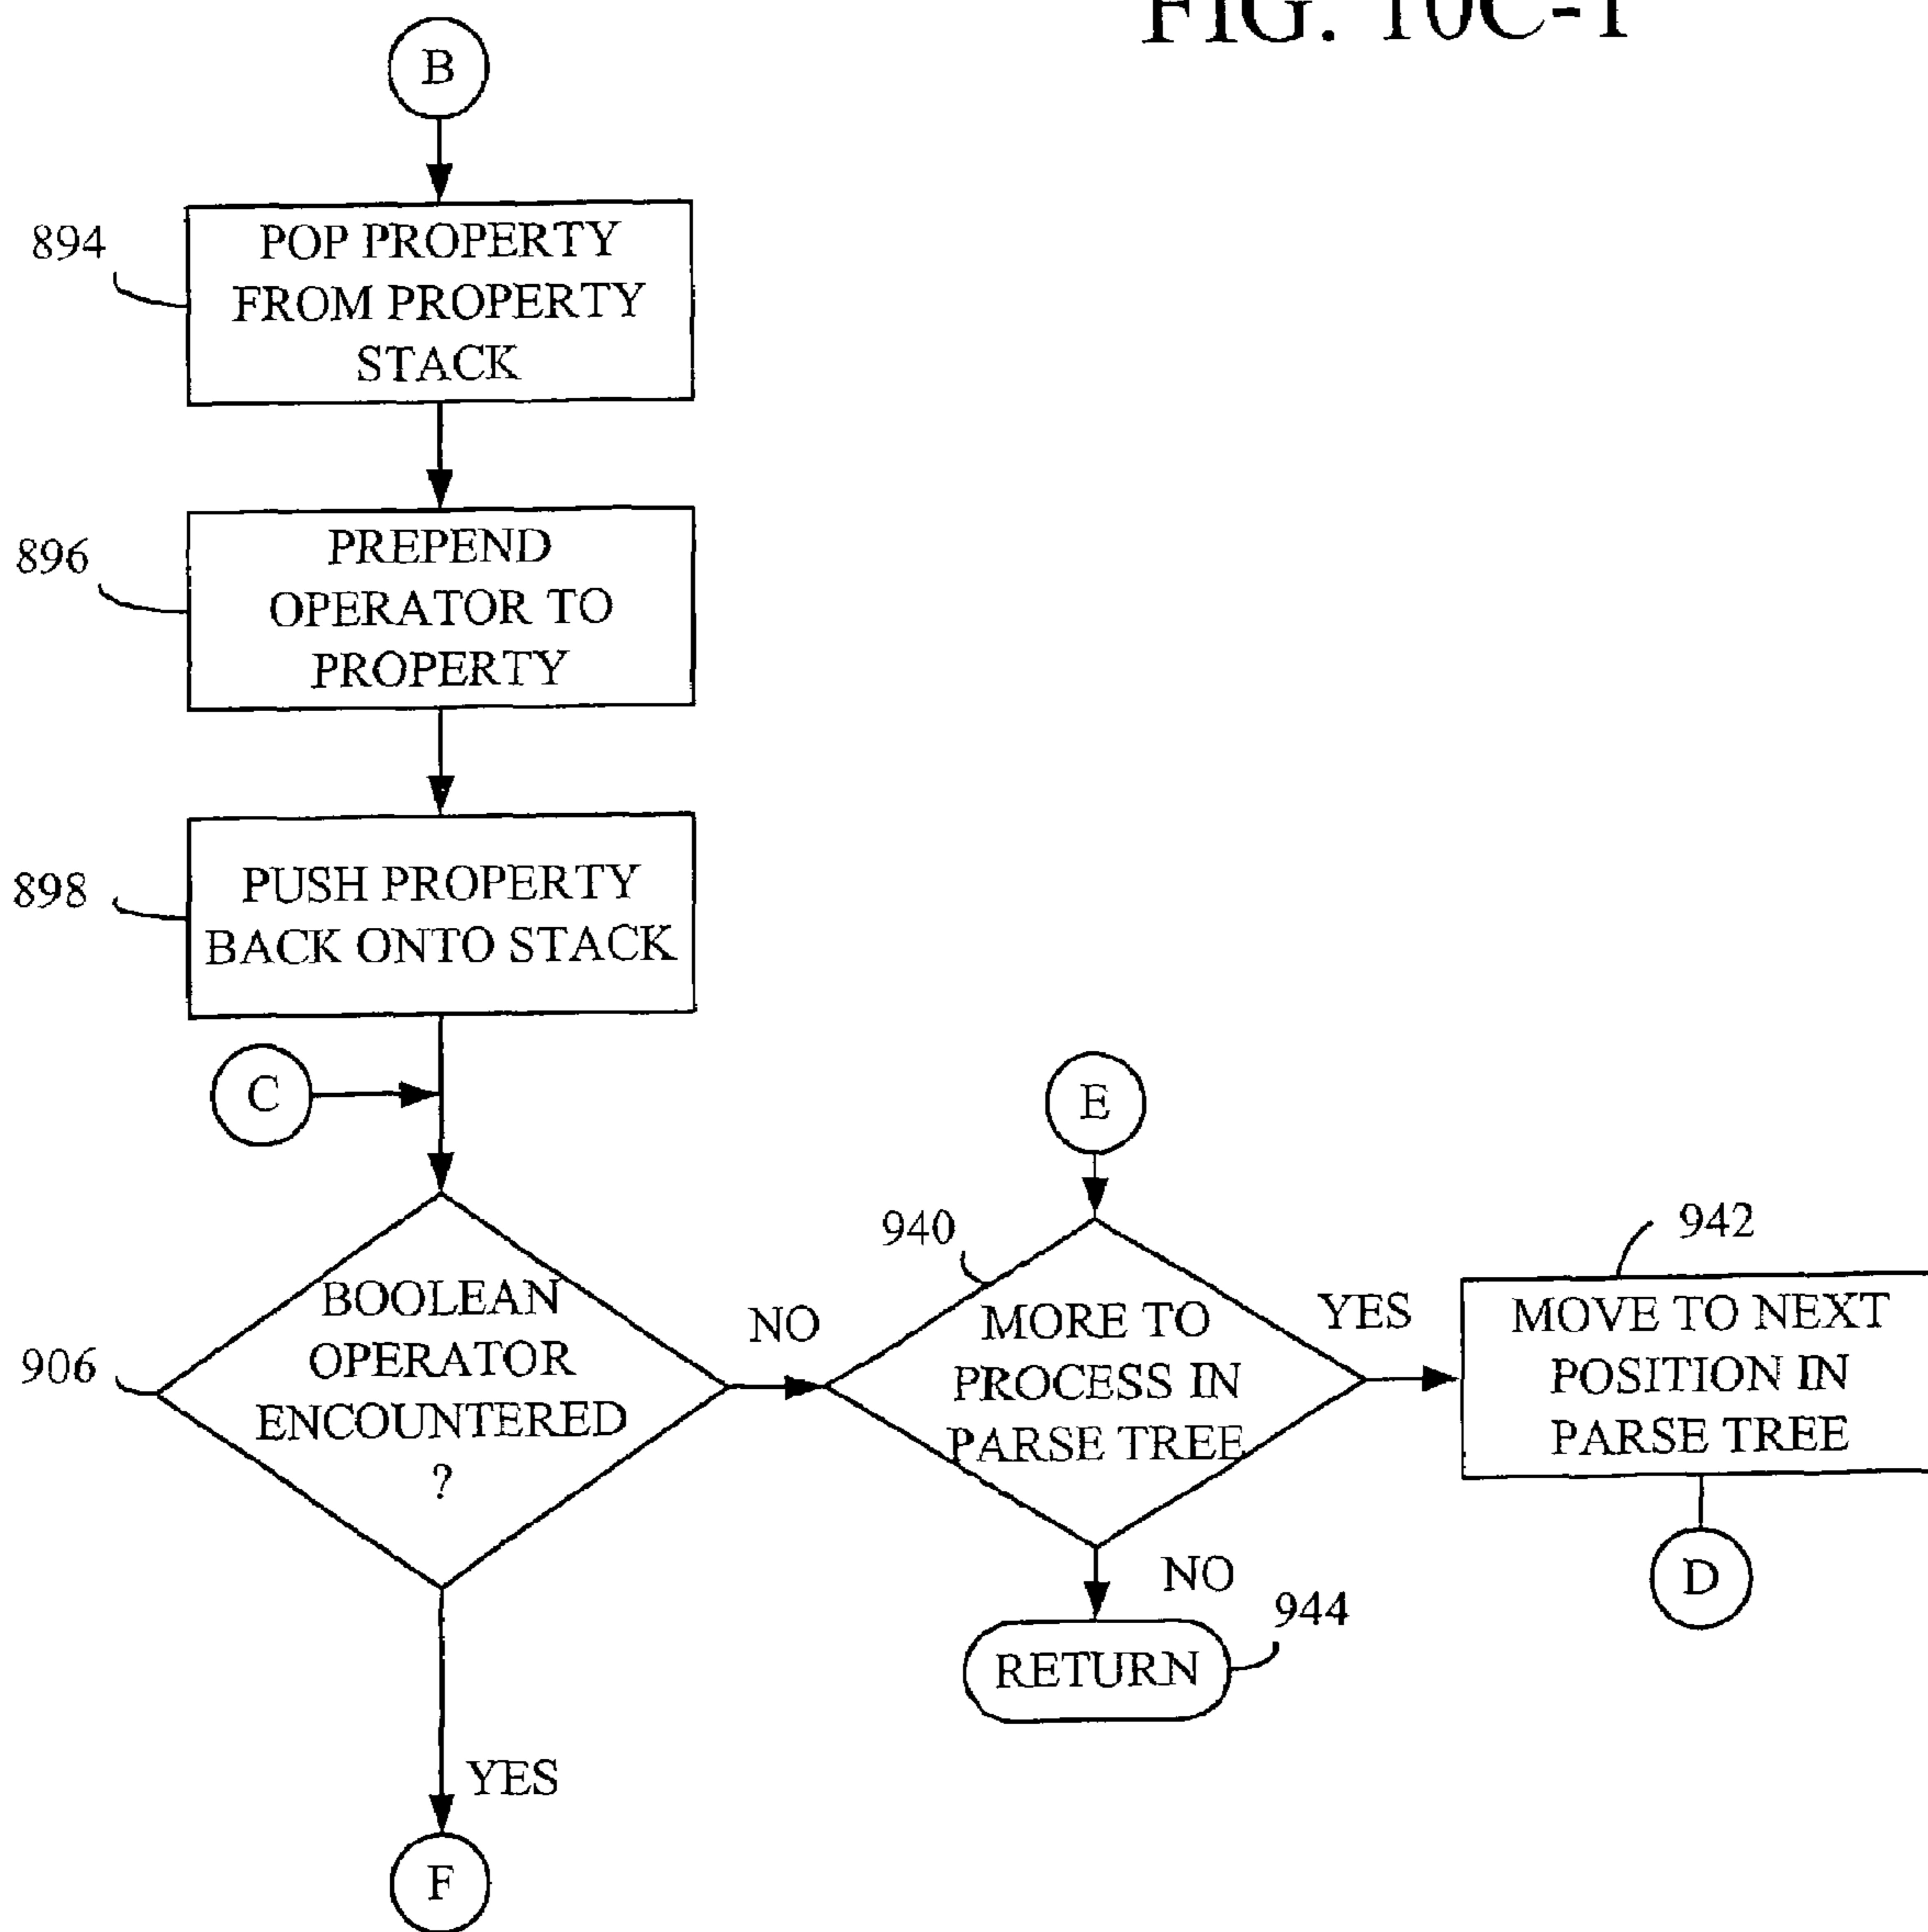 FIG. 10C-1
B
894
POP PROPERTY
FROM PROPERTY
STACK
896
PREPEND
OPERATOR TO
PROPERTY
898
PUSH PROPERTY
BACK ONTO STACK
C
E
906
BOOLEAN
OPERATOR
ENCOUNTERED
?
NO
940
MORE TO
PROCESS IN
PARSE TREE
YES
942
MOVE TO NEXT
POSITION IN
PARSE TREE
D
NO
944
RETURN
YES
F